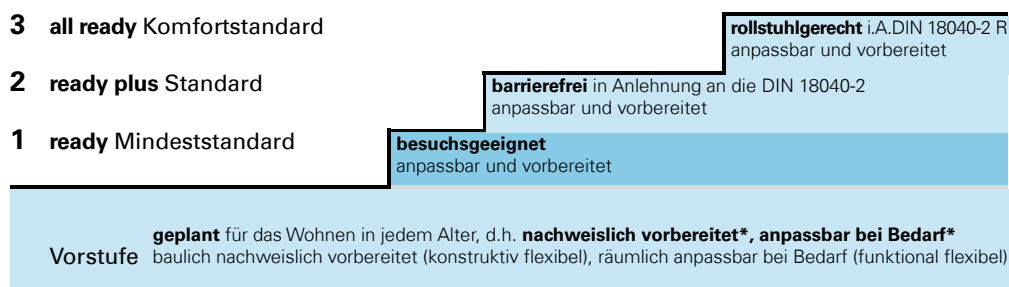 3 all ready Komfortstandard
rollstuhlgerecht i.A.DIN 18040-2 R
anpassbar und vorbereitet
2 ready plus Standard
barrierefrei in Anlehnung an die DIN 18040-2
anpassbar und vorbereitet
1 ready Mindeststandard
besuchsgeeignet
anpassbar und vorbereitet
geplant für das Wohnen in jedem Alter, d.h. nachweislich vorbereitet*, anpassbar bei Bedarf*
Vorstufe baulich nachweislich vorbereitet (konstruktiv flexibel), räumlich anpassbar bei Bedarf (funktional flexibel)